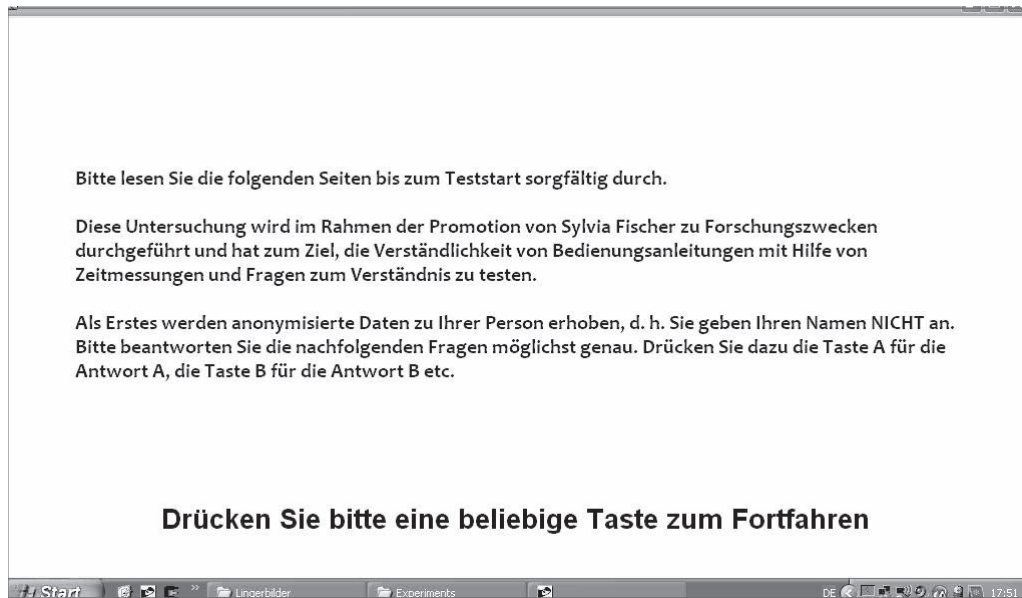 Bitte lesen Sie die folgenden Seiten bis zum Teststart sorgfältig durch.
Diese Untersuchung wird im Rahmen der Promotion von Sylvia Fischer zu Forschungszwecken
durchgeführt und hat zum Ziel, die Verständlichkeit von Bedienungsanleitungen mit Hilfe von
Zeitmessungen und Fragen zum Verständnis zu testen.
Als Erstes werden anonymisierte Daten zu Ihrer Person erhoben, d. h. Sie geben Ihren Namen NICHT an.
Bitte beantworten Sie die nachfolgenden Fragen möglichst genau. Drücken Sie dazu die Taste A für die
Antwort A, die Taste B für die Antwort B etc.
Drücken Sie bitte eine beliebige Taste zum Fortfahren
Start » Lingerbilder Experiments DE 17:51